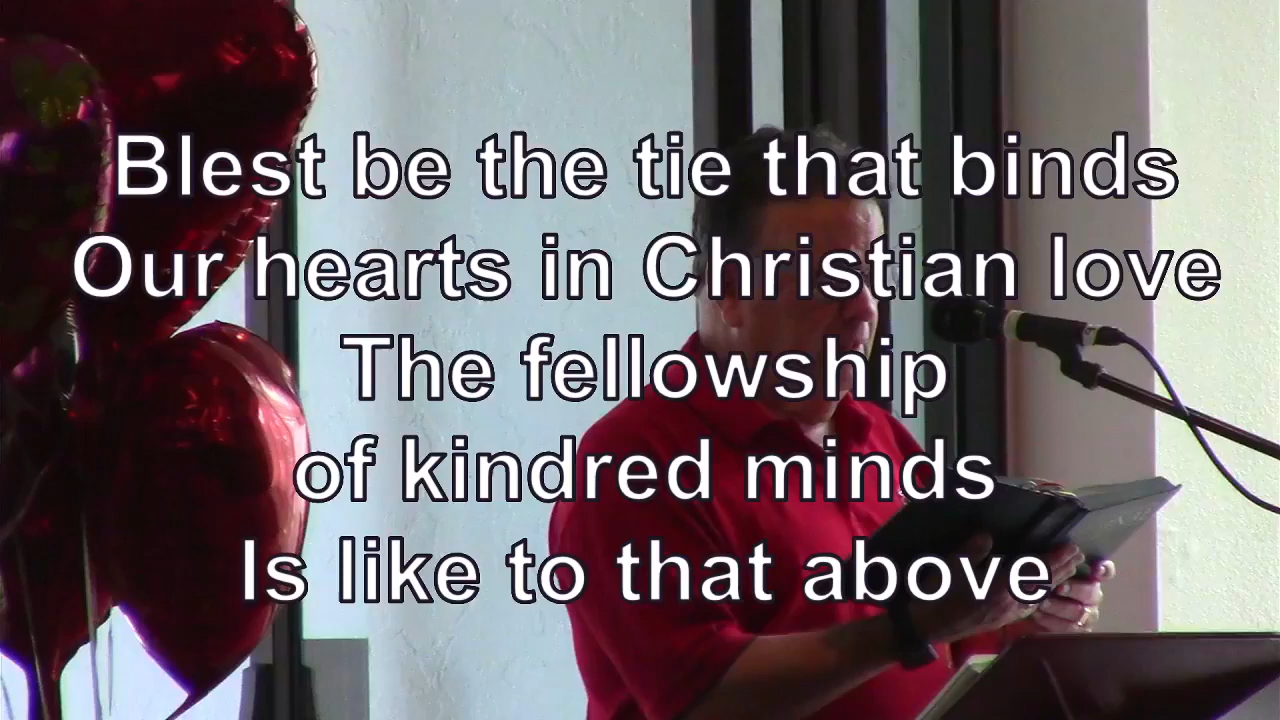 Blest be the tie that binds
Our hearts in Christian love
The fellowship
of kindred minds
Is like to that above